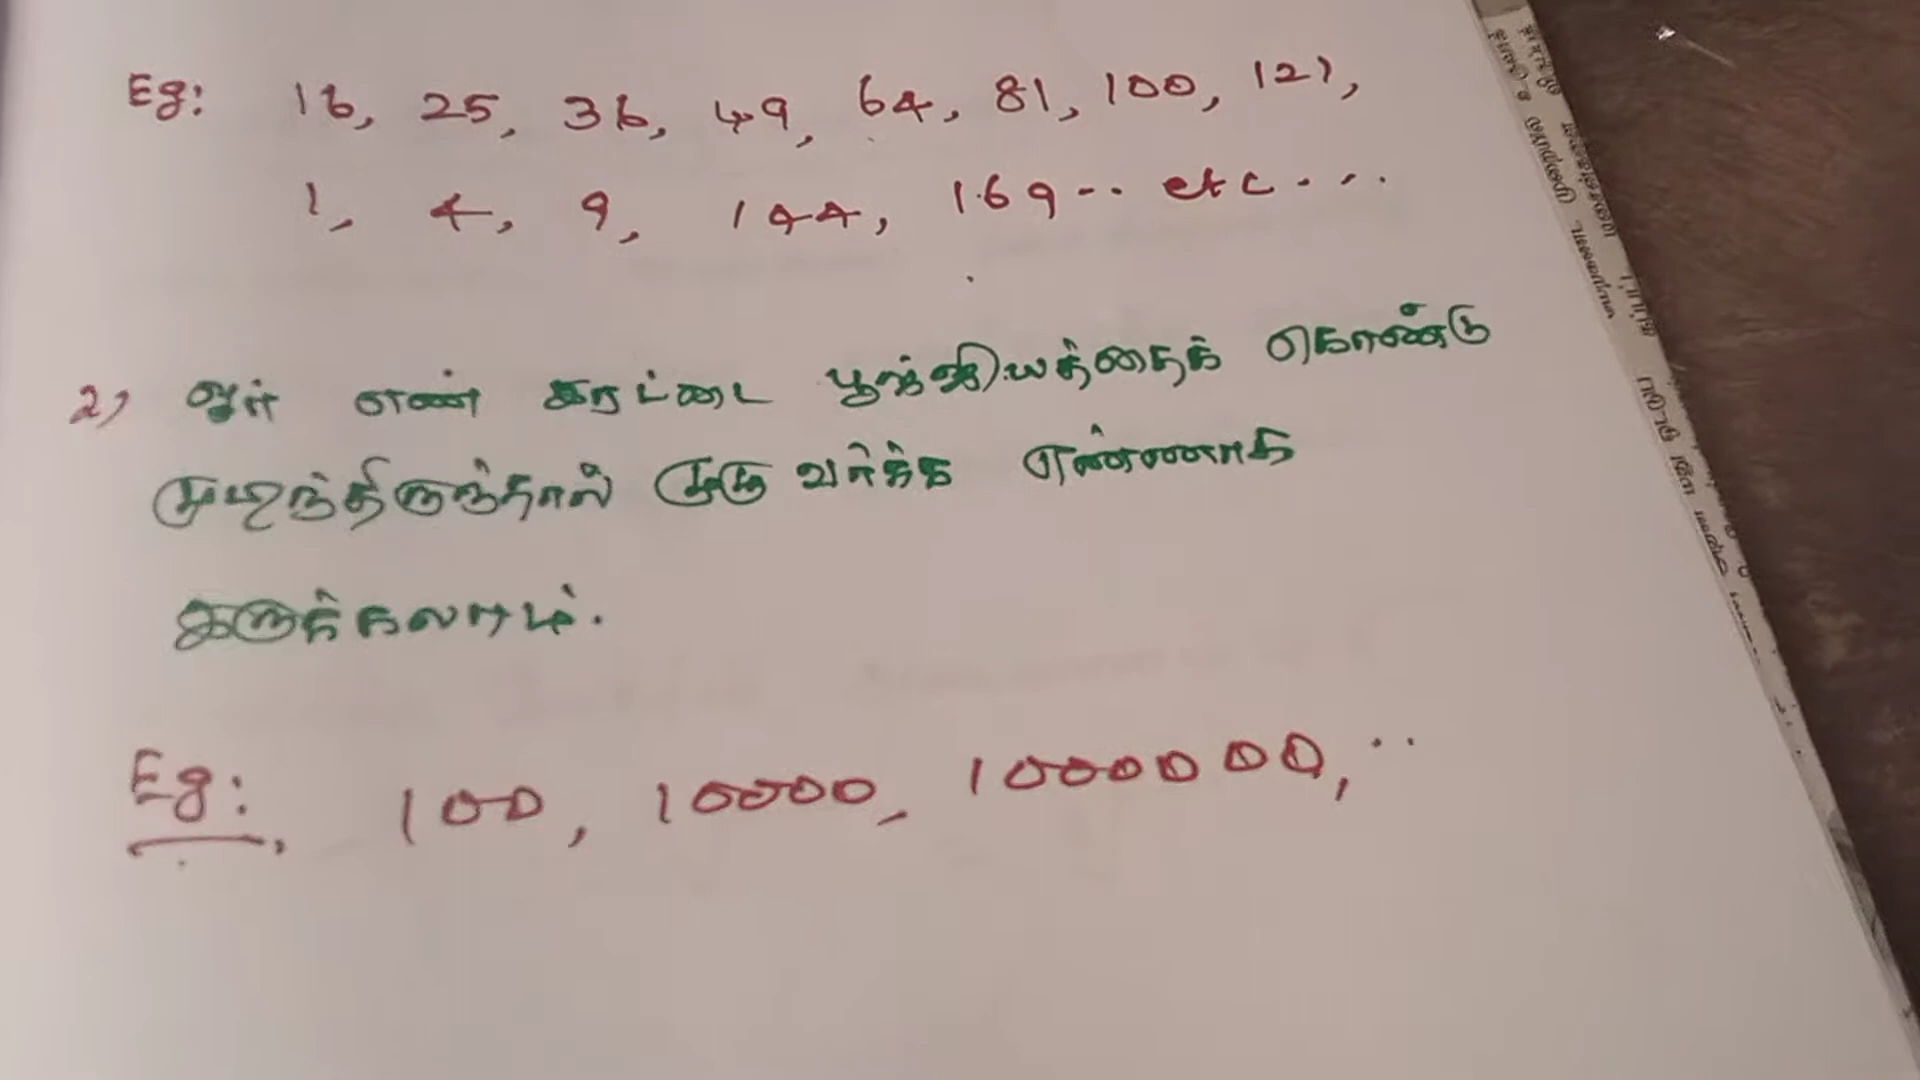 Eg: 16, 25, 36, 49, 64, 81, 100, 121,
1, 4, 9, 144, 169.. etc...
2) ஓர் எண் இரட்டை பூஜ்ஜியத்தைக் கொண்டு
முடிந்திருந்தால் முழு வர்க்க எண்ணாக
இருக்கலாம்.
Eg: 100, 10000, 1000000, ..